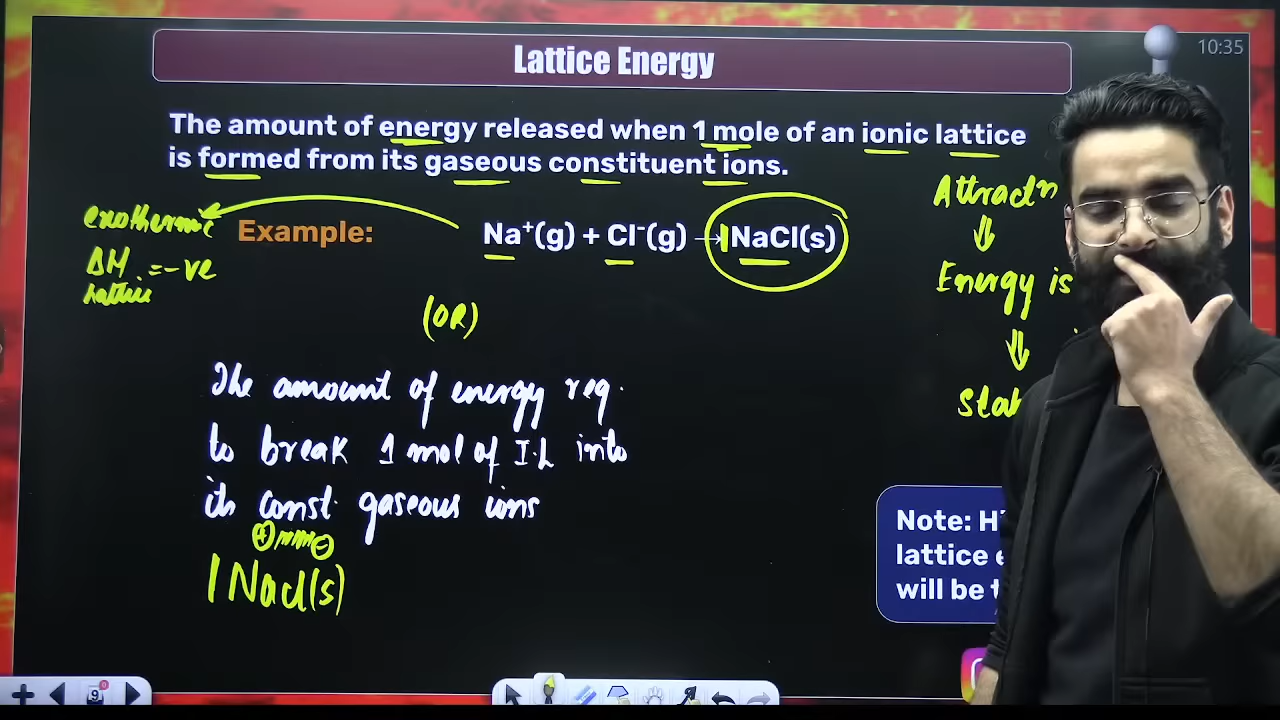 Lattice Energy
10:35
The amount of energy released when 1 mole of an ionic lattice
is formed from its gaseous constituent ions.
exothermic
Example:
Na⁺(g) + Cl⁻(g) → 1NaCl(s)
ΔH lattice = -ve
(OR)
The amount of energy req.
to break 1 mol of I.L into
its const. gaseous ions
⊕ ⊖
1 NaCl(s)
Attractn
⇓
Energy is
⇓
Note:
lattice
will be
9